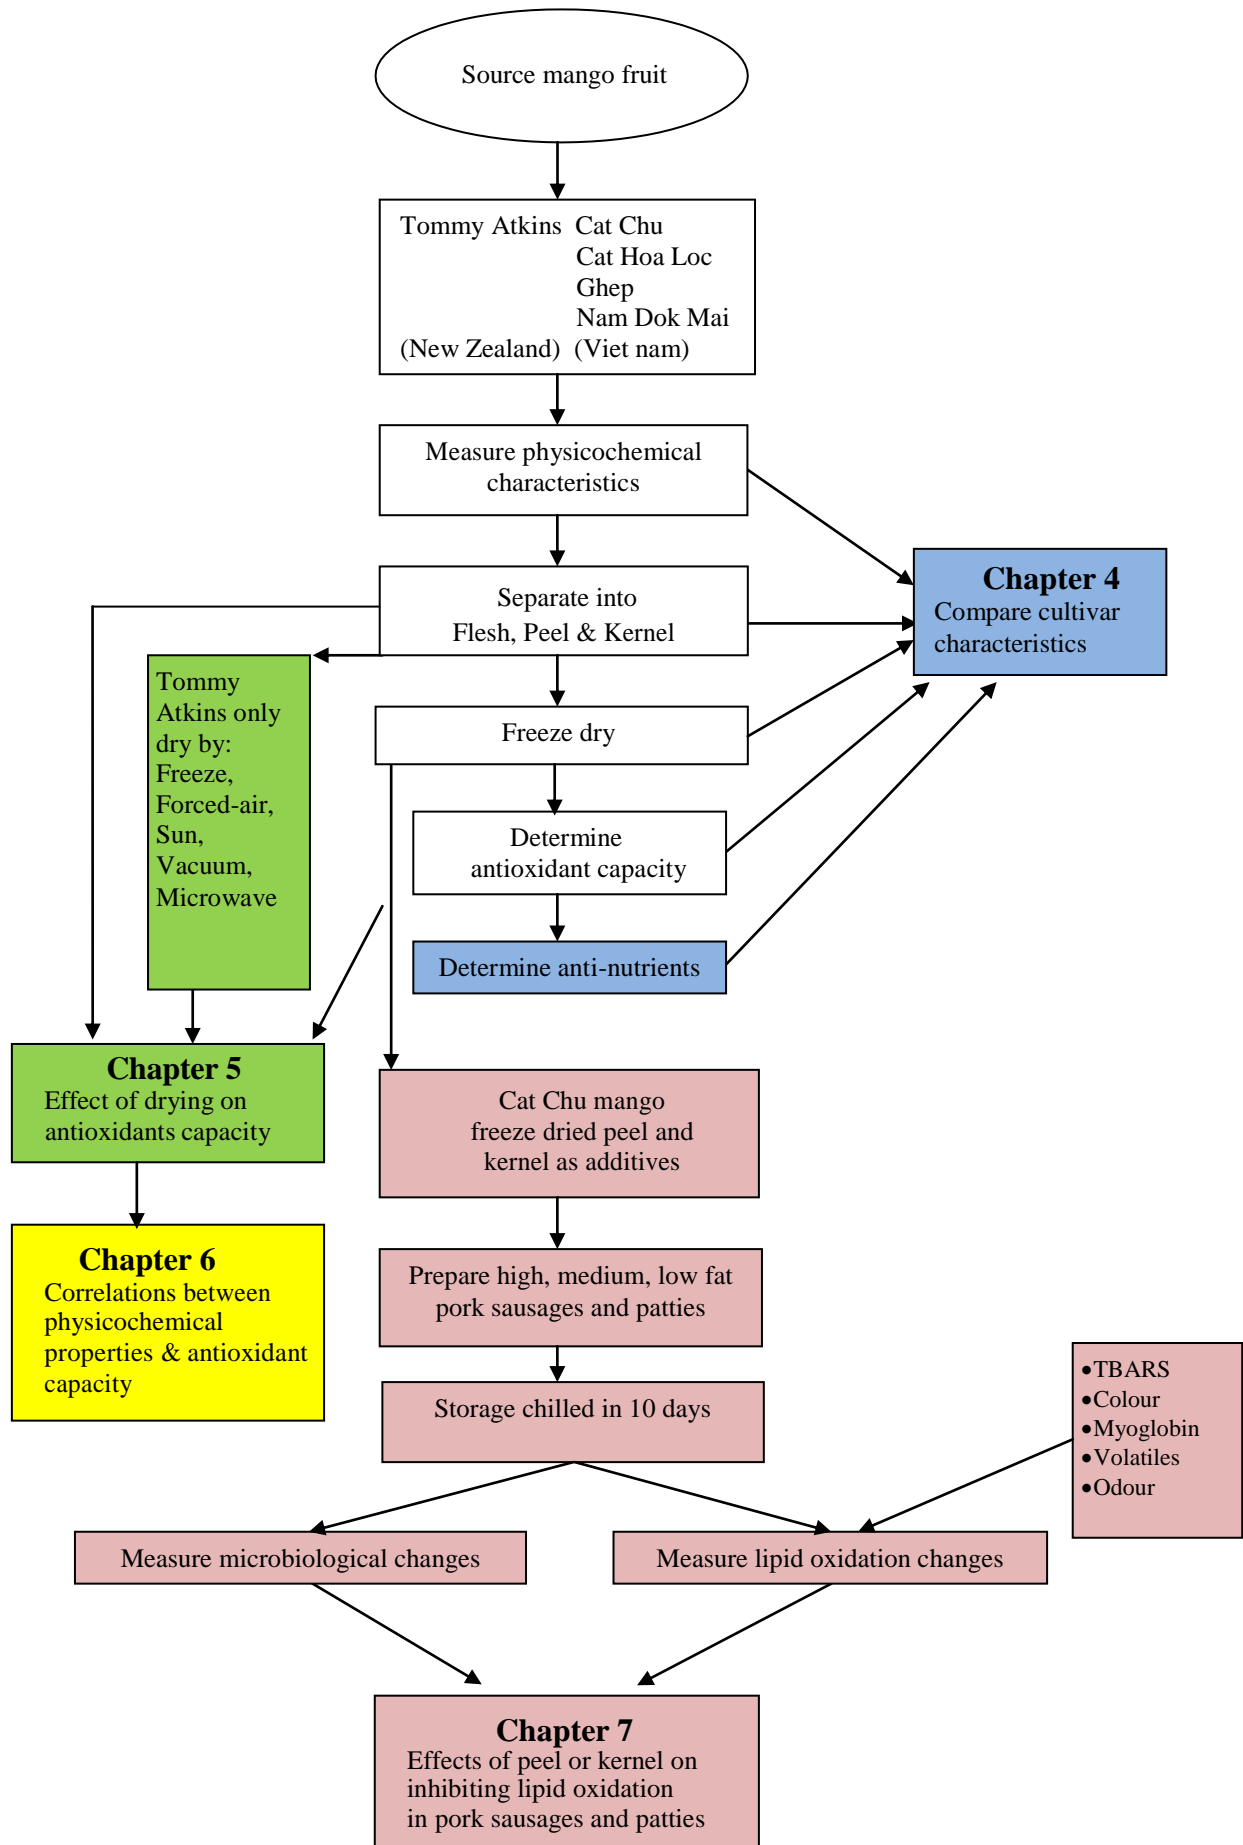 Source mango fruit
Tommy Atkins Cat Chu
Cat Hoa Loc
Ghep
Nam Dok Mai
(New Zealand) (Viet nam)
Measure physicochemical
characteristics
Separate into
Flesh, Peel & Kernel
Chapter 4
Compare cultivar
characteristics
Tommy
Atkins only
dry by:
Freeze,
Forced-air,
Sun,
Vacuum,
Microwave
Freeze dry
Determine
antioxidant capacity
Determine anti-nutrients
Chapter 5
Effect of drying on
antioxidants capacity
Cat Chu mango
freeze dried peel and
kernel as additives
Chapter 6
Correlations between
physicochemical
properties & antioxidant
capacity
Prepare high, medium, low fat
pork sausages and patties
Storage chilled in 10 days
•TBARS
•Colour
•Myoglobin
•Volatiles
•Odour
Measure microbiological changes
Measure lipid oxidation changes
Chapter 7
Effects of peel or kernel on
inhibiting lipid oxidation
in pork sausages and patties